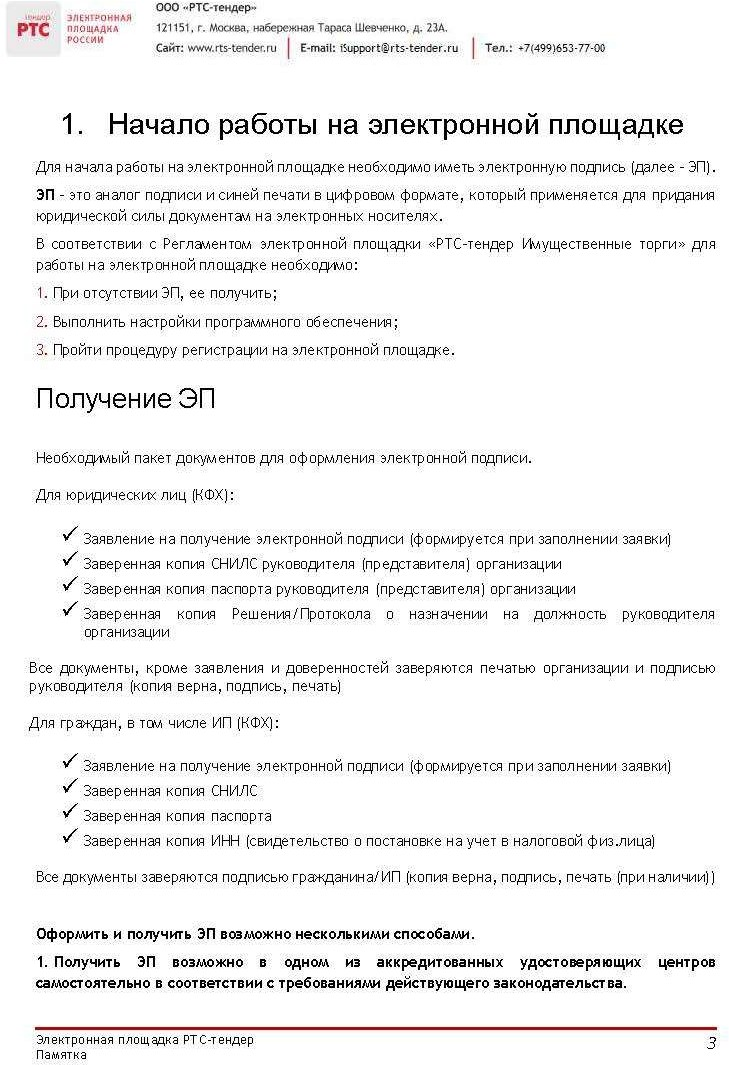 тендер
РТС
ЭЛЕКТРОННАЯ
ПЛОЩАДКА
РОССИИ
ООО «РТС-тендер»
121151, г. Москва, набережная Тараса Шевченко, д. 23А.
Сайт: www.rts-tender.ru | E-mail: iSupport@rts-tender.ru | Тел.: +7(499)653-77-00
1. Начало работы на электронной площадке
Для начала работы на электронной площадке необходимо иметь электронную подпись (далее - ЭП).
ЭП - это аналог подписи и синей печати в цифровом формате, который применяется для придания
юридической силы документам на электронных носителях.
В соответствии с Регламентом электронной площадки «РТС-тендер Имущественные торги» для
работы на электронной площадке необходимо:
1. При отсутствии ЭП, ее получить;
2. Выполнить настройки программного обеспечения;
3. Пройти процедуру регистрации на электронной площадке.
Получение ЭП
Необходимый пакет документов для оформления электронной подписи.
Для юридических лиц (КФХ):
✓ Заявление на получение электронной подписи (формируется при заполнении заявки)
✓ Заверенная копия СНИЛС руководителя (представителя) организации
✓ Заверенная копия паспорта руководителя (представителя) организации
✓ Заверенная копия Решения/Протокола о назначении на должность руководителя
организации
Все документы, кроме заявления и доверенностей заверяются печатью организации и подписью
руководителя (копия верна, подпись, печать)
Для граждан, в том числе ИП (КФХ):
✓ Заявление на получение электронной подписи (формируется при заполнении заявки)
✓ Заверенная копия СНИЛС
✓ Заверенная копия паспорта
✓ Заверенная копия ИНН (свидетельство о постановке на учет в налоговой физ.лица)
Все документы заверяются подписью гражданина/ИП (копия верна, подпись, печать (при наличии))
Оформить и получить ЭП возможно несколькими способами.
1. Получить ЭП возможно в одном из аккредитованных удостоверяющих центров
самостоятельно в соответствии с требованиями действующего законодательства.
Электронная площадка РТС-тендер
Памятка
3